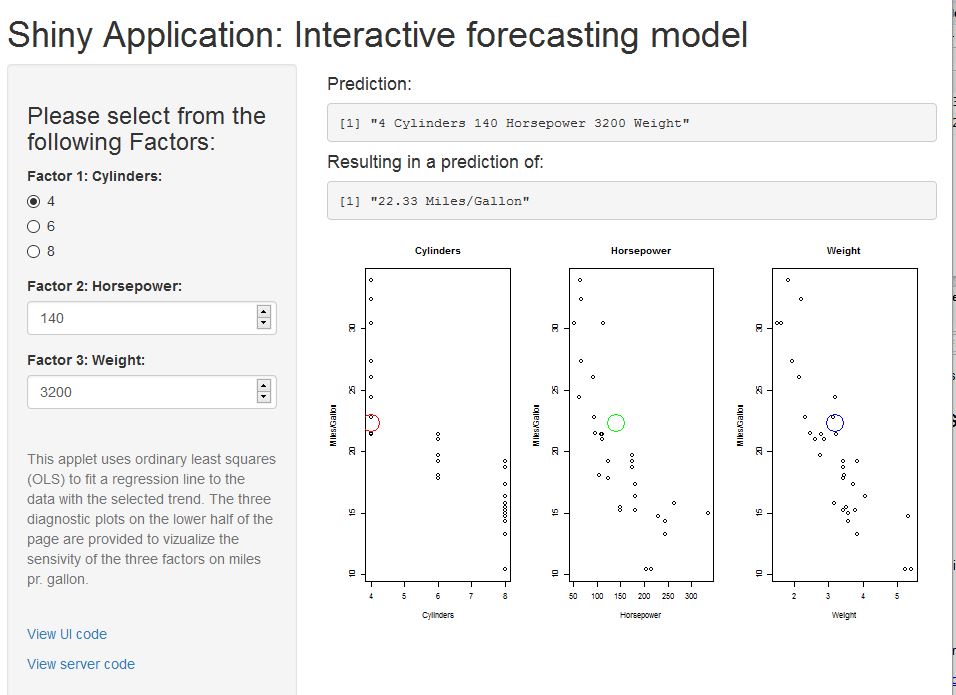 Shiny Application: Interactive forecasting model
Please select from the
following Factors:
Factor 1: Cylinders:
4
6
8
Factor 2: Horsepower:
140
Factor 3: Weight:
3200
This applet uses ordinary least squares
(OLS) to fit a regression line to the
data with the selected trend. The three
diagnostic plots on the lower half of the
page are provided to vizualize the
sensivity of the three factors on miles
pr. gallon.
View UI code
View server code
Prediction:
[1] "4 Cylinders 140 Horsepower 3200 Weight"
Resulting in a prediction of:
[1] "22.33 Miles/Gallon"
Cylinders
Miles/Gallon
30
25
20
15
10
4 5 6 7 8
Cylinders
Horsepower
Miles/Gallon
30
25
20
15
10
50 100 150 200 250 300
Horsepower
Weight
Miles/Gallon
30
25
20
15
10
2 3 4 5
Weight